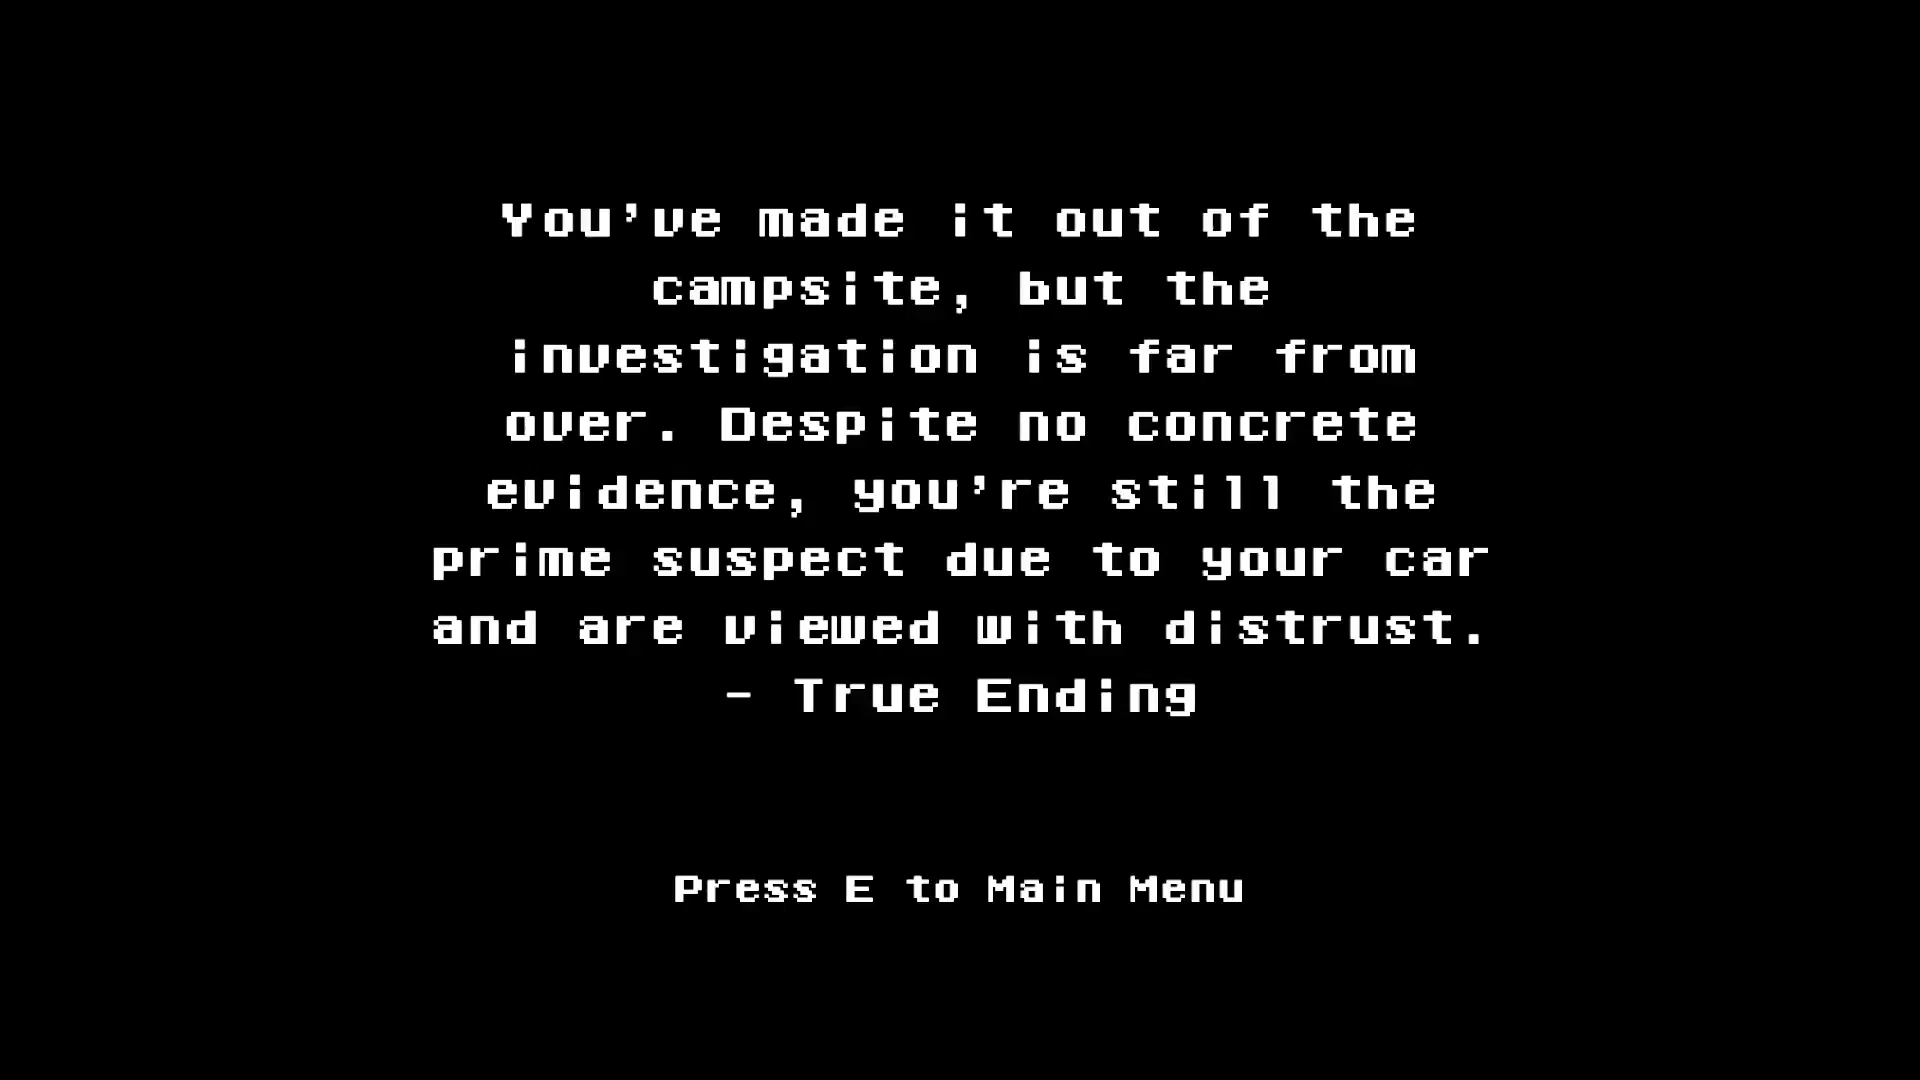 You've made it out of the
campsite, but the
investigation is far from
over. Despite no concrete
evidence, you're still the
prime suspect due to your car
and are viewed with distrust.
- True Ending
Press E to Main Menu